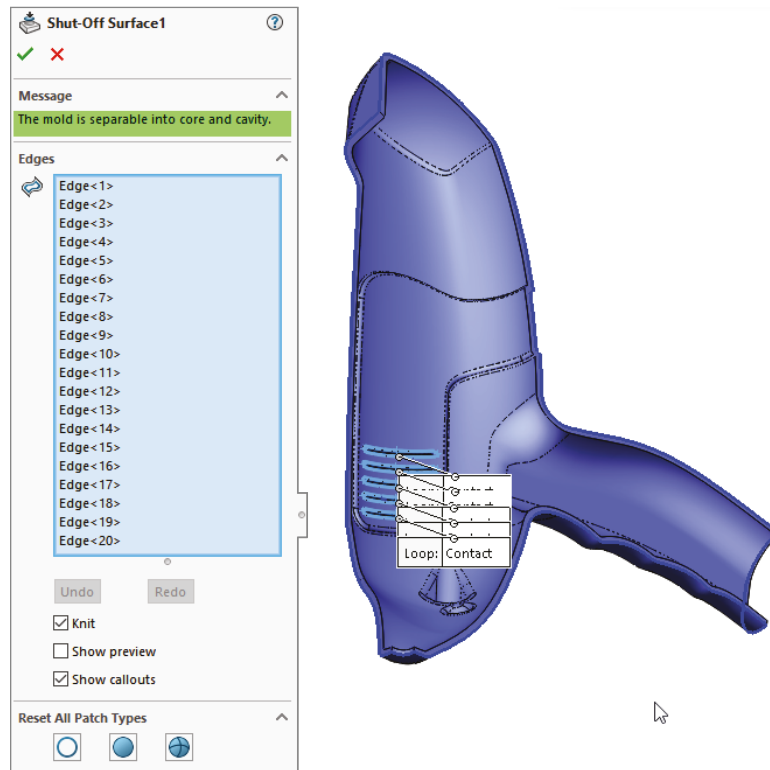 Shut-Off Surface1
Message
The mold is separable into core and cavity.
Edges
Edge<1>
Edge<2>
Edge<3>
Edge<4>
Edge<5>
Edge<6>
Edge<7>
Edge<8>
Edge<9>
Edge<10>
Edge<11>
Edge<12>
Edge<13>
Edge<14>
Edge<15>
Edge<16>
Edge<17>
Edge<18>
Edge<19>
Edge<20>
Undo Redo
Knit
Show preview
Show callouts
Reset All Patch Types
Loop: Contact